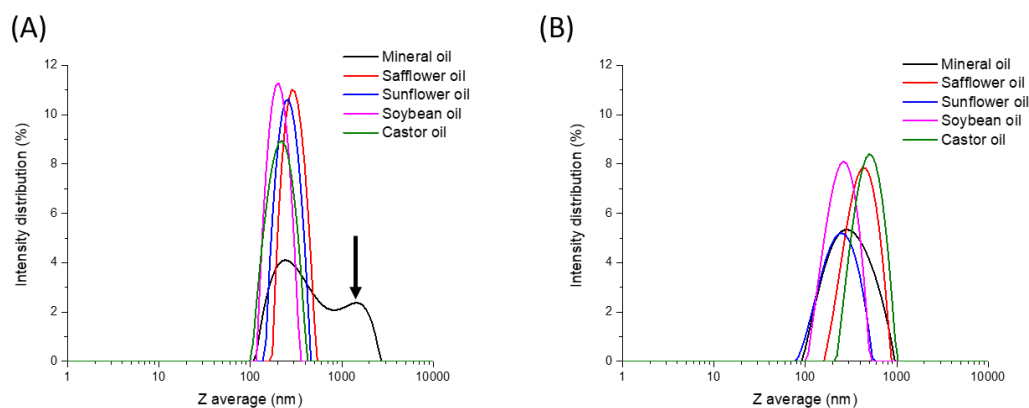 (A)
Mineral oil
Safflower oil
Sunflower oil
Soybean oil
Castor oil
Intensity distribution (%)
12
10
8
6
4
2
0
1 10 100 1000 10000
Z average (nm)
(B)
Mineral oil
Safflower oil
Sunflower oil
Soybean oil
Castor oil
Intensity distribution (%)
12
10
8
6
4
2
0
1 10 100 1000 10000
Z average (nm)